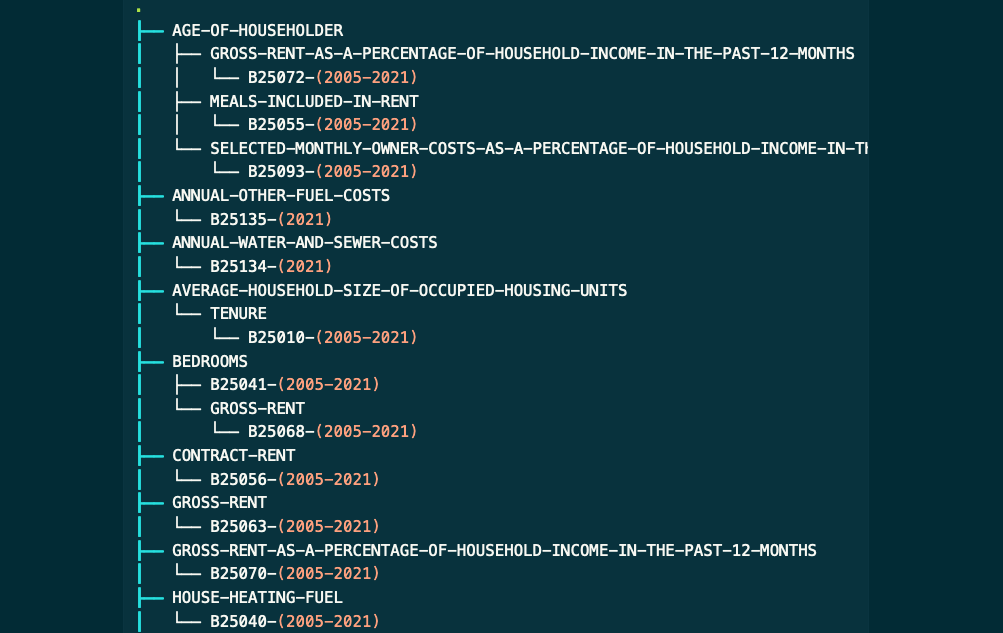 .
├── AGE-OF-HOUSEHOLDER
│   ├── GROSS-RENT-AS-A-PERCENTAGE-OF-HOUSEHOLD-INCOME-IN-THE-PAST-12-MONTHS
│   │   └── B25072-(2005-2021)
│   ├── MEALS-INCLUDED-IN-RENT
│   │   └── B25055-(2005-2021)
│   └── SELECTED-MONTHLY-OWNER-COSTS-AS-A-PERCENTAGE-OF-HOUSEHOLD-INCOME-IN-
│       └── B25093-(2005-2021)
├── ANNUAL-OTHER-FUEL-COSTS
│   └── B25135-(2021)
├── ANNUAL-WATER-AND-SEWER-COSTS
│   └── B25134-(2021)
├── AVERAGE-HOUSEHOLD-SIZE-OF-OCCUPIED-HOUSING-UNITS
│   └── TENURE
│       └── B25010-(2005-2021)
├── BEDROOMS
│   ├── B25041-(2005-2021)
│   └── GROSS-RENT
│       └── B25068-(2005-2021)
├── CONTRACT-RENT
│   └── B25056-(2005-2021)
├── GROSS-RENT
│   └── B25063-(2005-2021)
├── GROSS-RENT-AS-A-PERCENTAGE-OF-HOUSEHOLD-INCOME-IN-THE-PAST-12-MONTHS
│   └── B25070-(2005-2021)
├── HOUSE-HEATING-FUEL
│   └── B25040-(2005-2021)